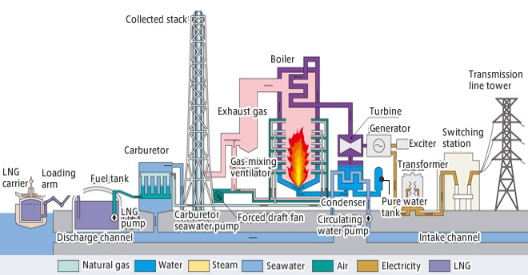 Collected stack
Boiler
Transmission
line tower
Exhaust gas
Turbine
Generator
Exciter
Switching
station
Carburetor
Gas mixing
ventilator
Transformer
LNG
carrier
Loading
arm
Fuel tank
LNG
pump
Carburetor
seawater pump
Forced draft fan
Condenser
Circulating
water pump
Pure water
tank
Discharge channel
Intake channel
Natural gas
Water
Steam
Seawater
Air
Electricity
LNG